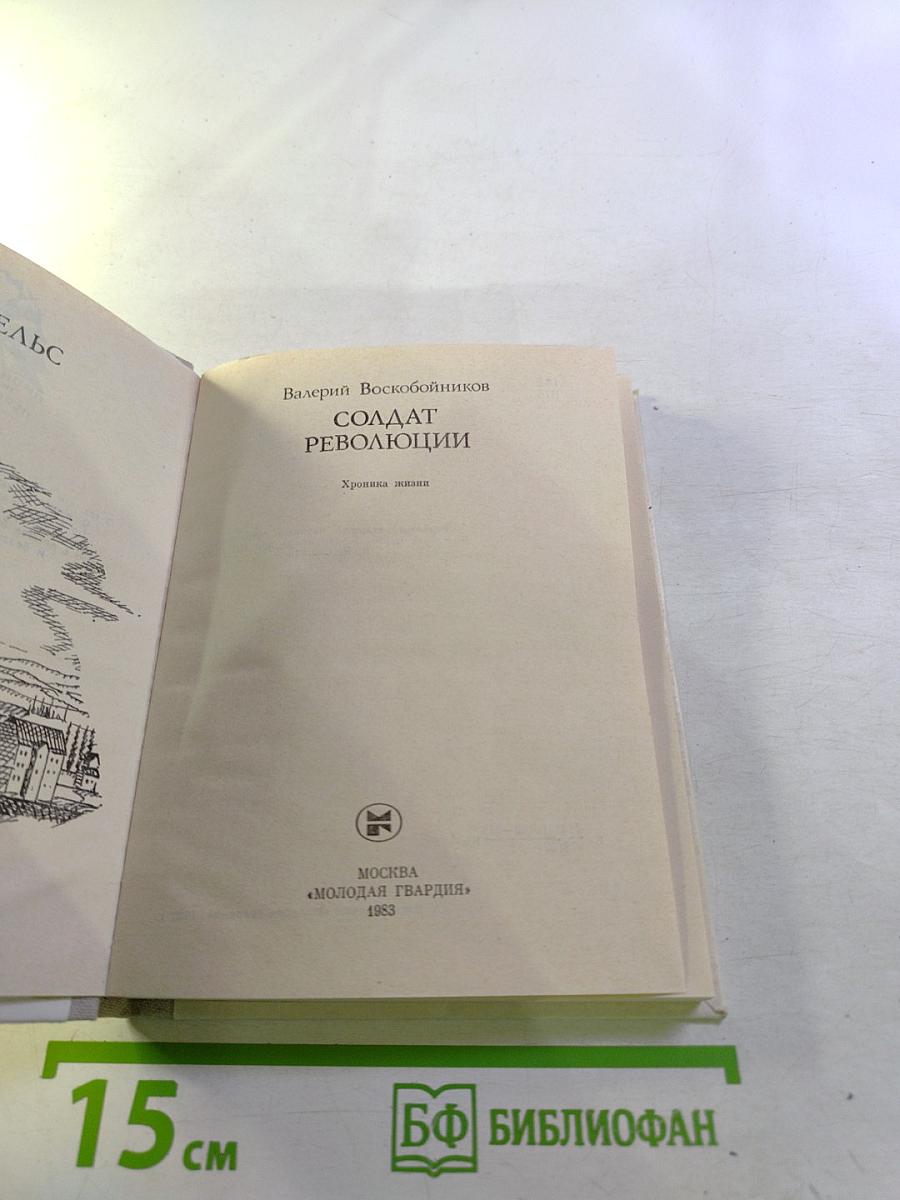 ЕЛЬС
Валерий Воскобойников
СОЛДАТ
РЕВОЛЮЦИИ
Хроника жизни
МОСКВА
«МОЛОДАЯ ГВАРДИЯ»
1983
15 см
БФ БИБЛИОФАН